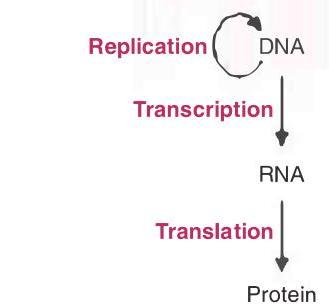 Replication DNA
Transcription
RNA
Translation
Protein